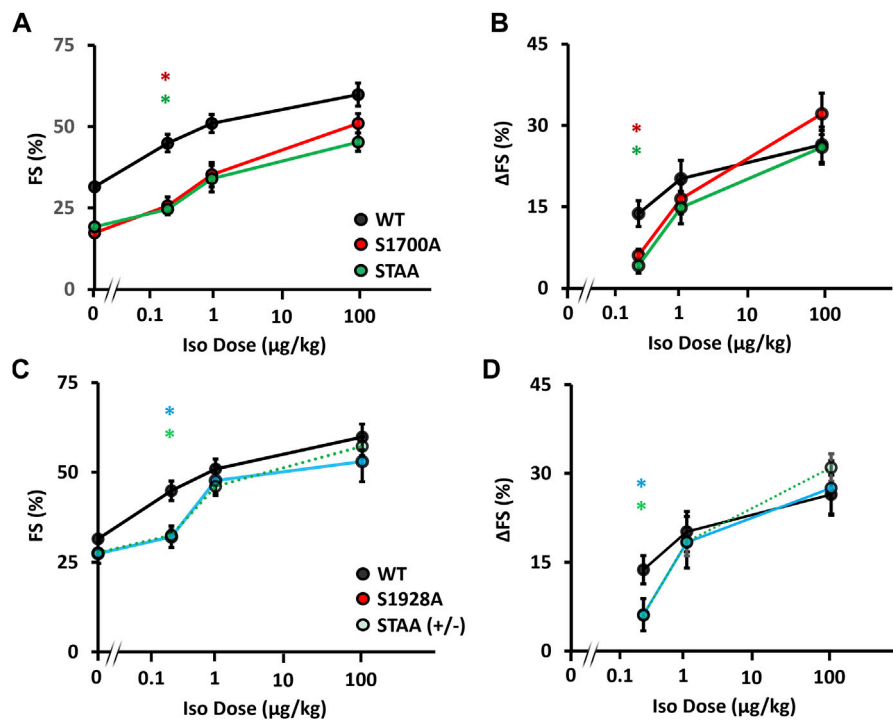 A
FS (%)
75
50
25
0
*
*
WT
S1700A
STAA
0
0.1
1
10
100
Iso Dose (µg/kg)
B
ΔFS (%)
45
30
15
0
*
*
0
0.1
1
10
100
Iso Dose (µg/kg)
C
FS (%)
75
50
25
0
*
*
WT
S1928A
STAA (+/-)
0
0.1
1
10
100
Iso Dose (µg/kg)
D
ΔFS (%)
45
30
15
0
*
*
0
0.1
1
10
100
Iso Dose (µg/kg)